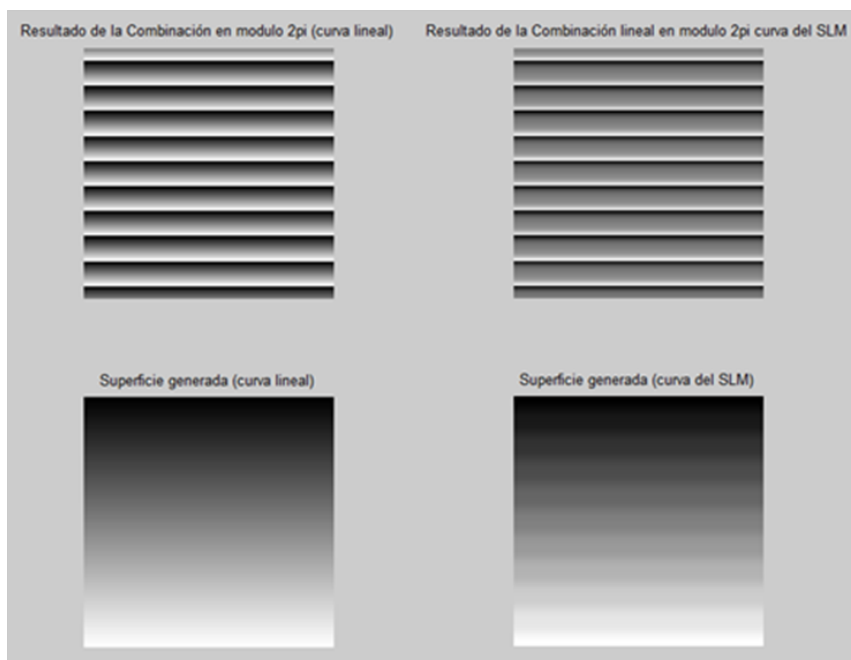 Resultado de la Combinación en modulo 2pi (curva lineal)
Resultado de la Combinación lineal en modulo 2pi curva del SLM
Superficie generada (curva lineal)
Superficie generada (curva del SLM)